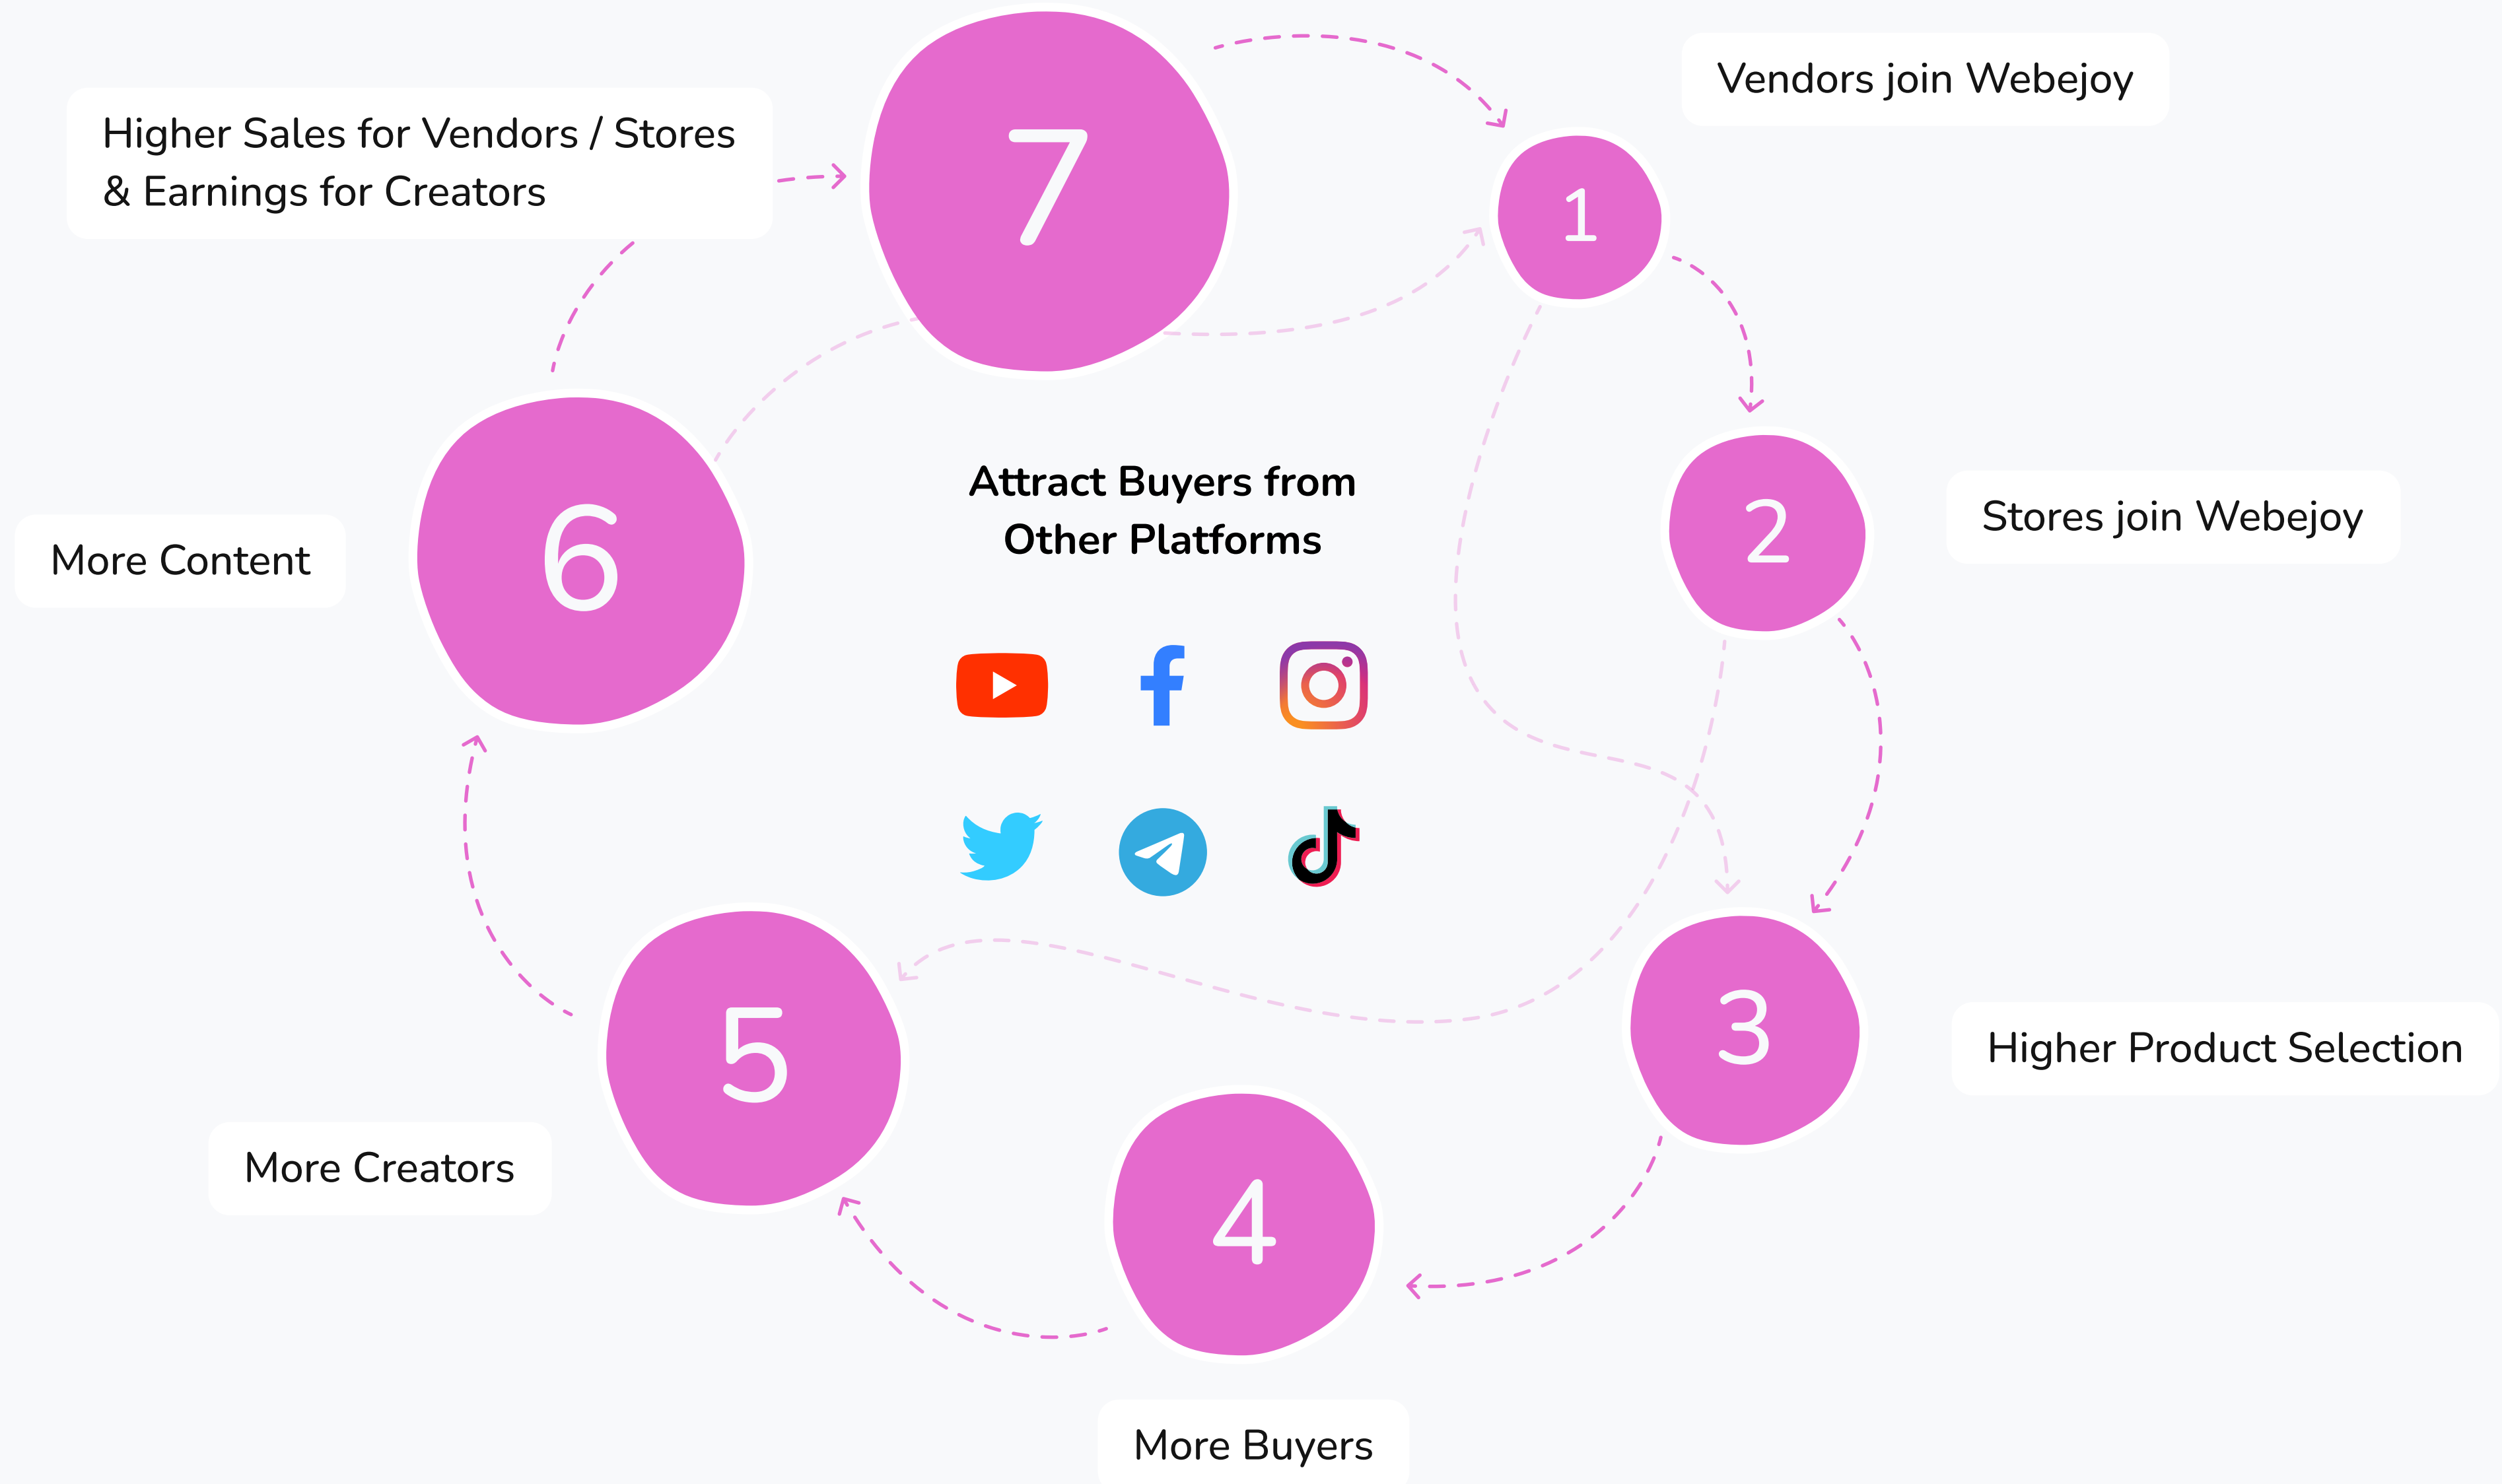 7
Vendors join Webejoy
Higher Sales for Vendors / Stores
& Earnings for Creators
1
Attract Buyers from
Other Platforms
2
Stores join Webejoy
6
More Content
3
Higher Product Selection
5
More Creators
4
More Buyers